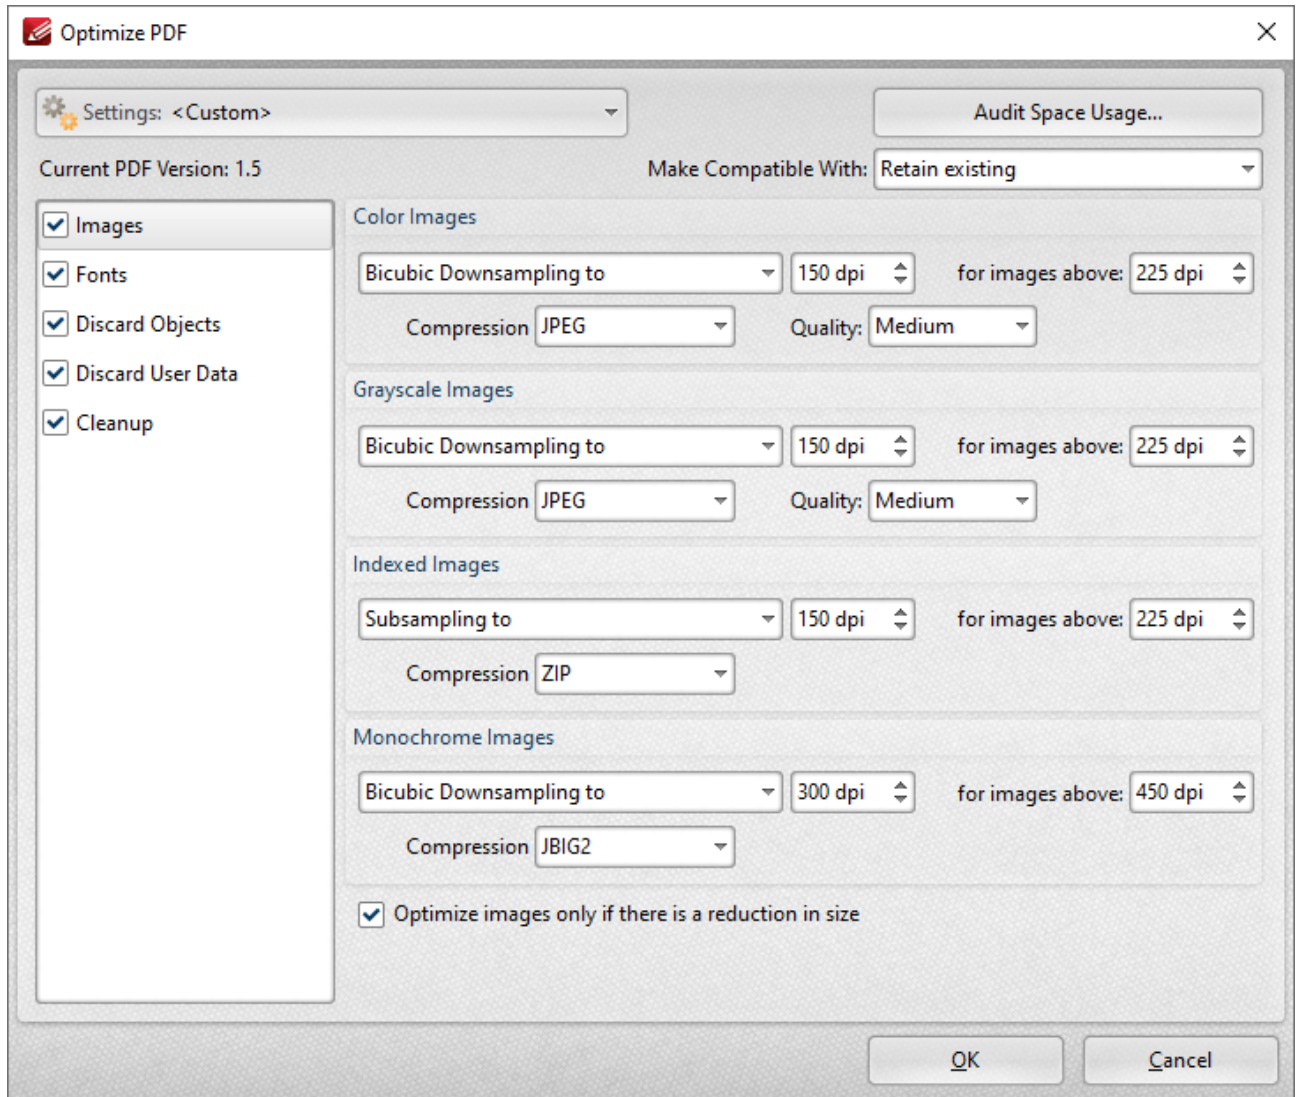 Optimize PDF
Settings: <Custom>
Audit Space Usage...
Current PDF Version: 1.5
Make Compatible With: Retain existing
Images
Fonts
Discard Objects
Discard User Data
Cleanup
Color Images
Bicubic Downsampling to 150 dpi for images above: 225 dpi
Compression JPEG Quality: Medium
Grayscale Images
Bicubic Downsampling to 150 dpi for images above: 225 dpi
Compression JPEG Quality: Medium
Indexed Images
Subsampling to 150 dpi for images above: 225 dpi
Compression ZIP
Monochrome Images
Bicubic Downsampling to 300 dpi for images above: 450 dpi
Compression JBIG2
Optimize images only if there is a reduction in size
OK Cancel